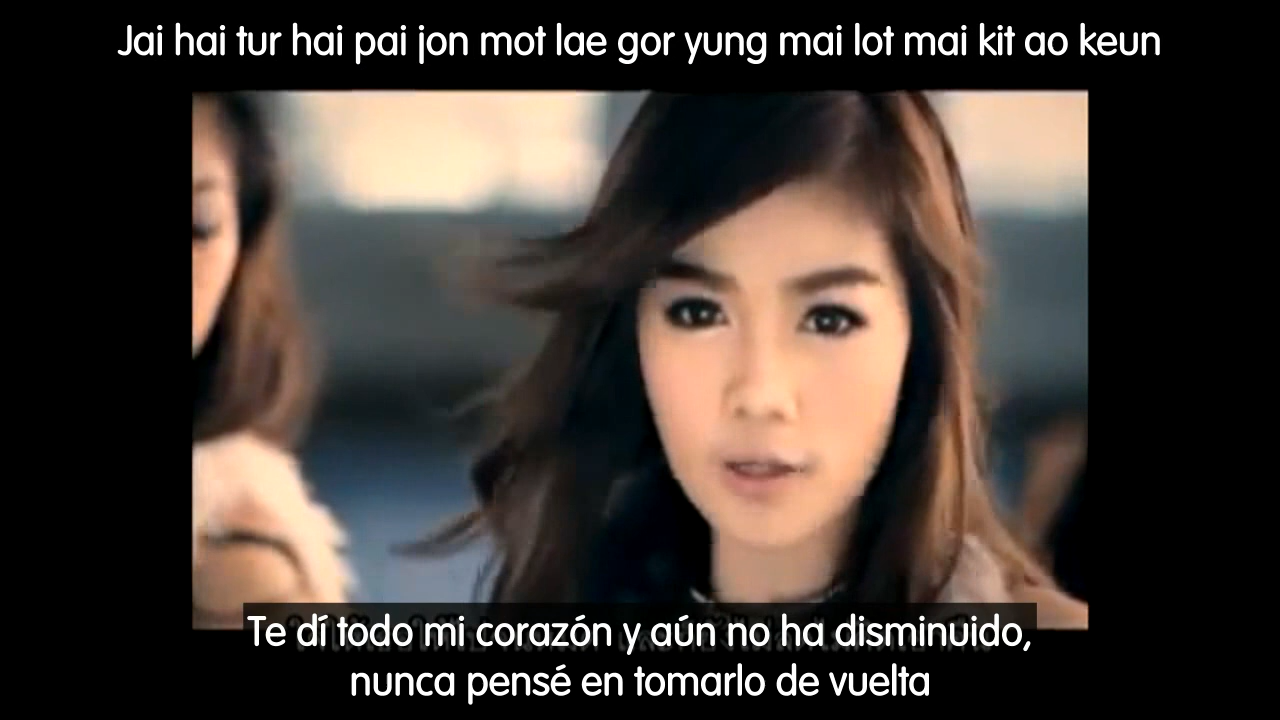 Jai hai tur hai pai jon mot lae gor yung mai lot mai kit ao keun
Te dí todo mi corazón y aún no ha disminuido,
nunca pensé en tomarlo de vuelta